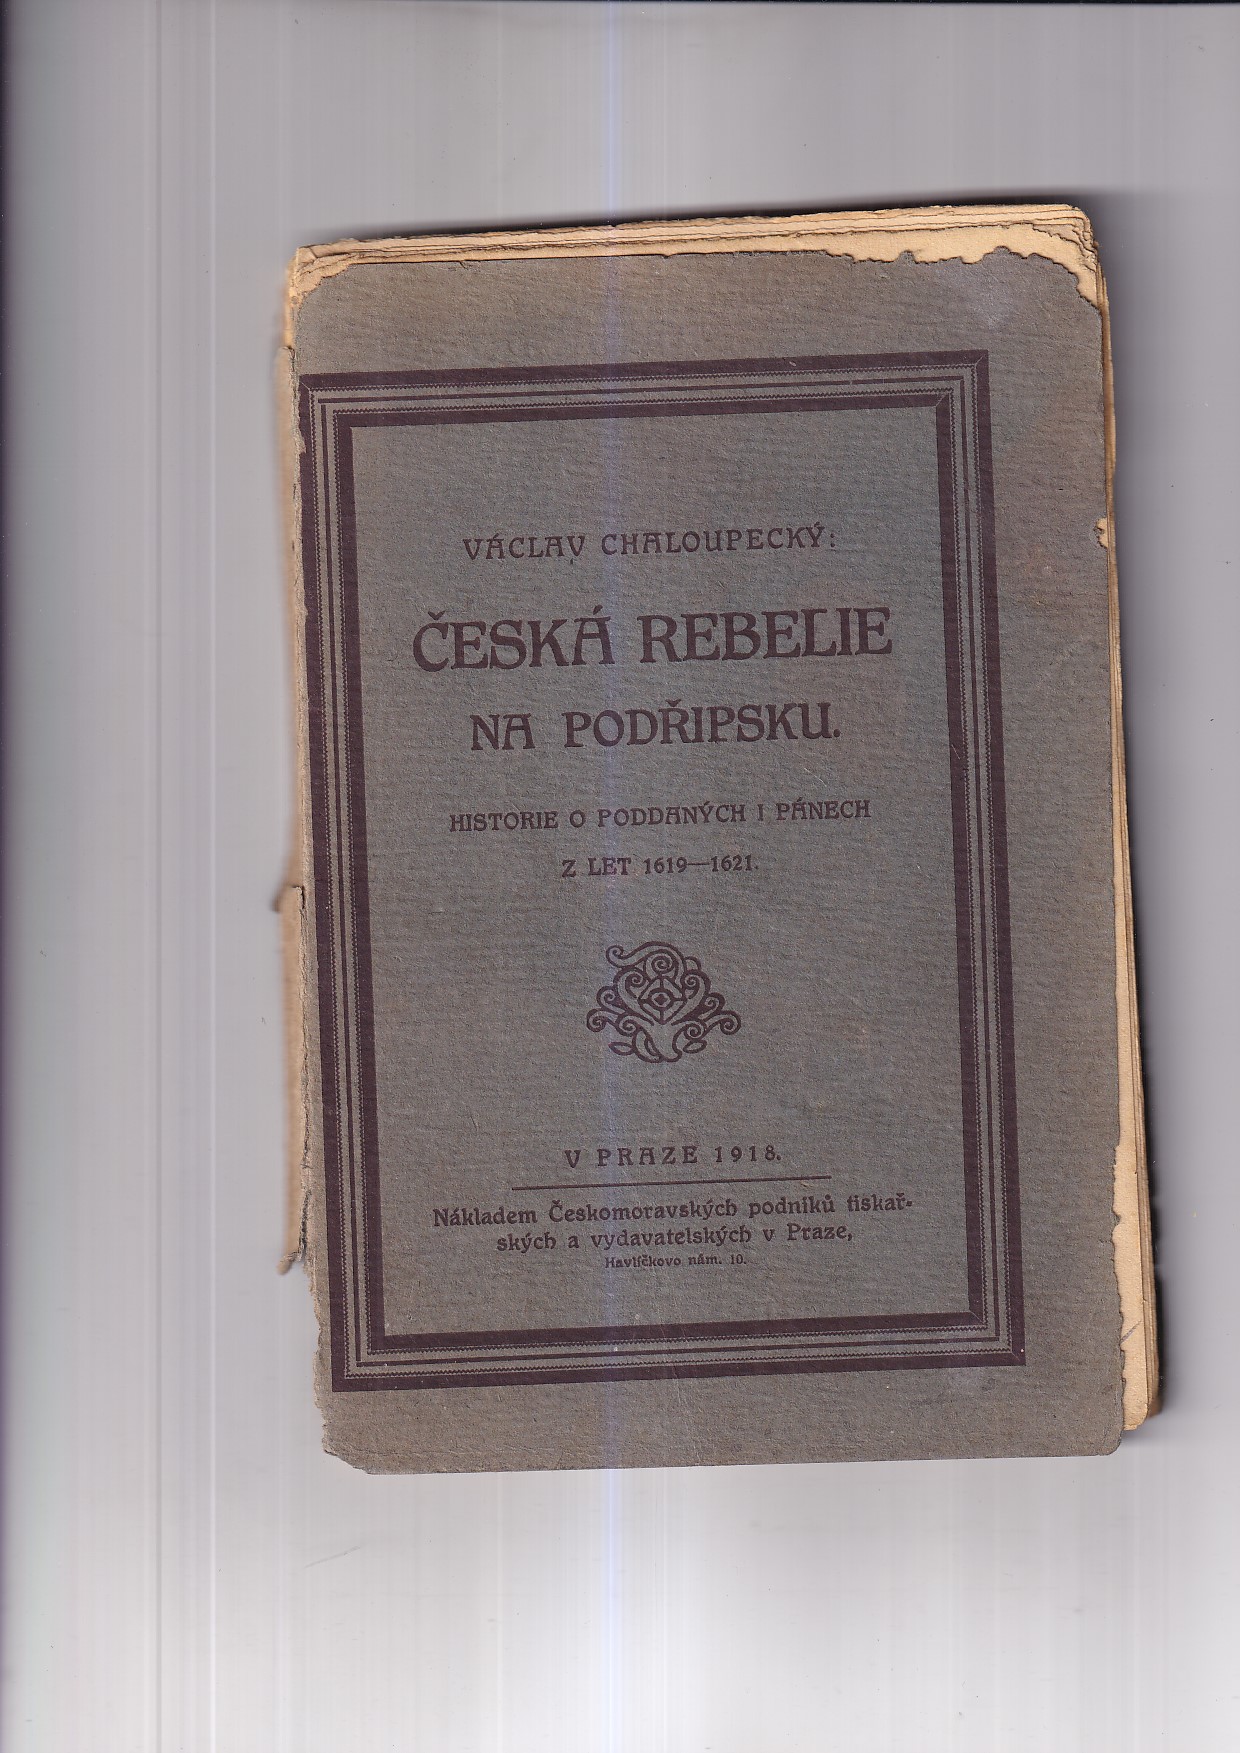 VÁCLAV CHALOUPECKÝ:
ČESKÁ REBELIE
NA PODŘIPSKU.
HISTORIE O PODDANÝCH I PÁNECH
Z LET 1619—1621.
V PRAZE 1918.
Nákladem Českomoravských podniků tiskař-
ských a vydavatelských v Praze,
Havlíčkovo nám. 10.